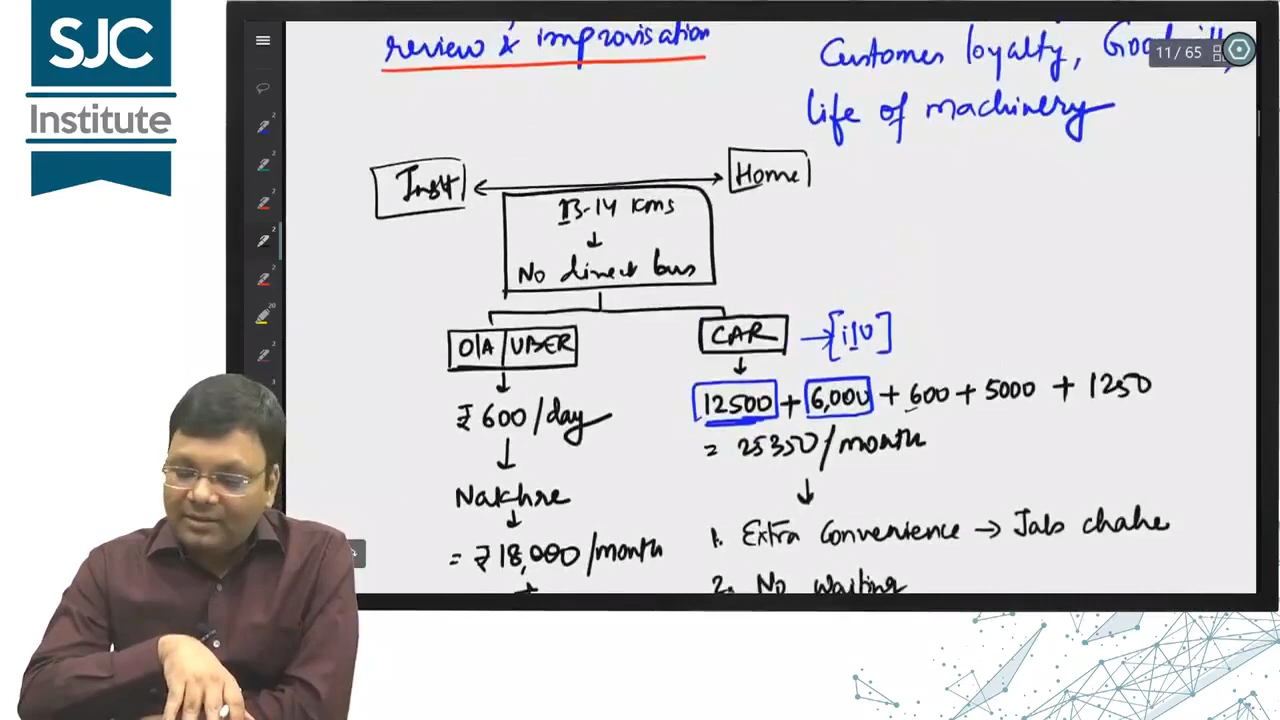 SJC
Institute
review & improvisation
Customer loyalty, Goodwill,
11 / 65
life of machinery
Inst
Home
13-14 Kms
No direct bus
OLA UBER
CAR → [i/o]
12500 + 6,000 + 600 + 5000 + 1250
= 25350/month
₹600/day
Nakhre
= ₹18,000/month
1. Extra Convenience → Jab chahe
2. No waiting